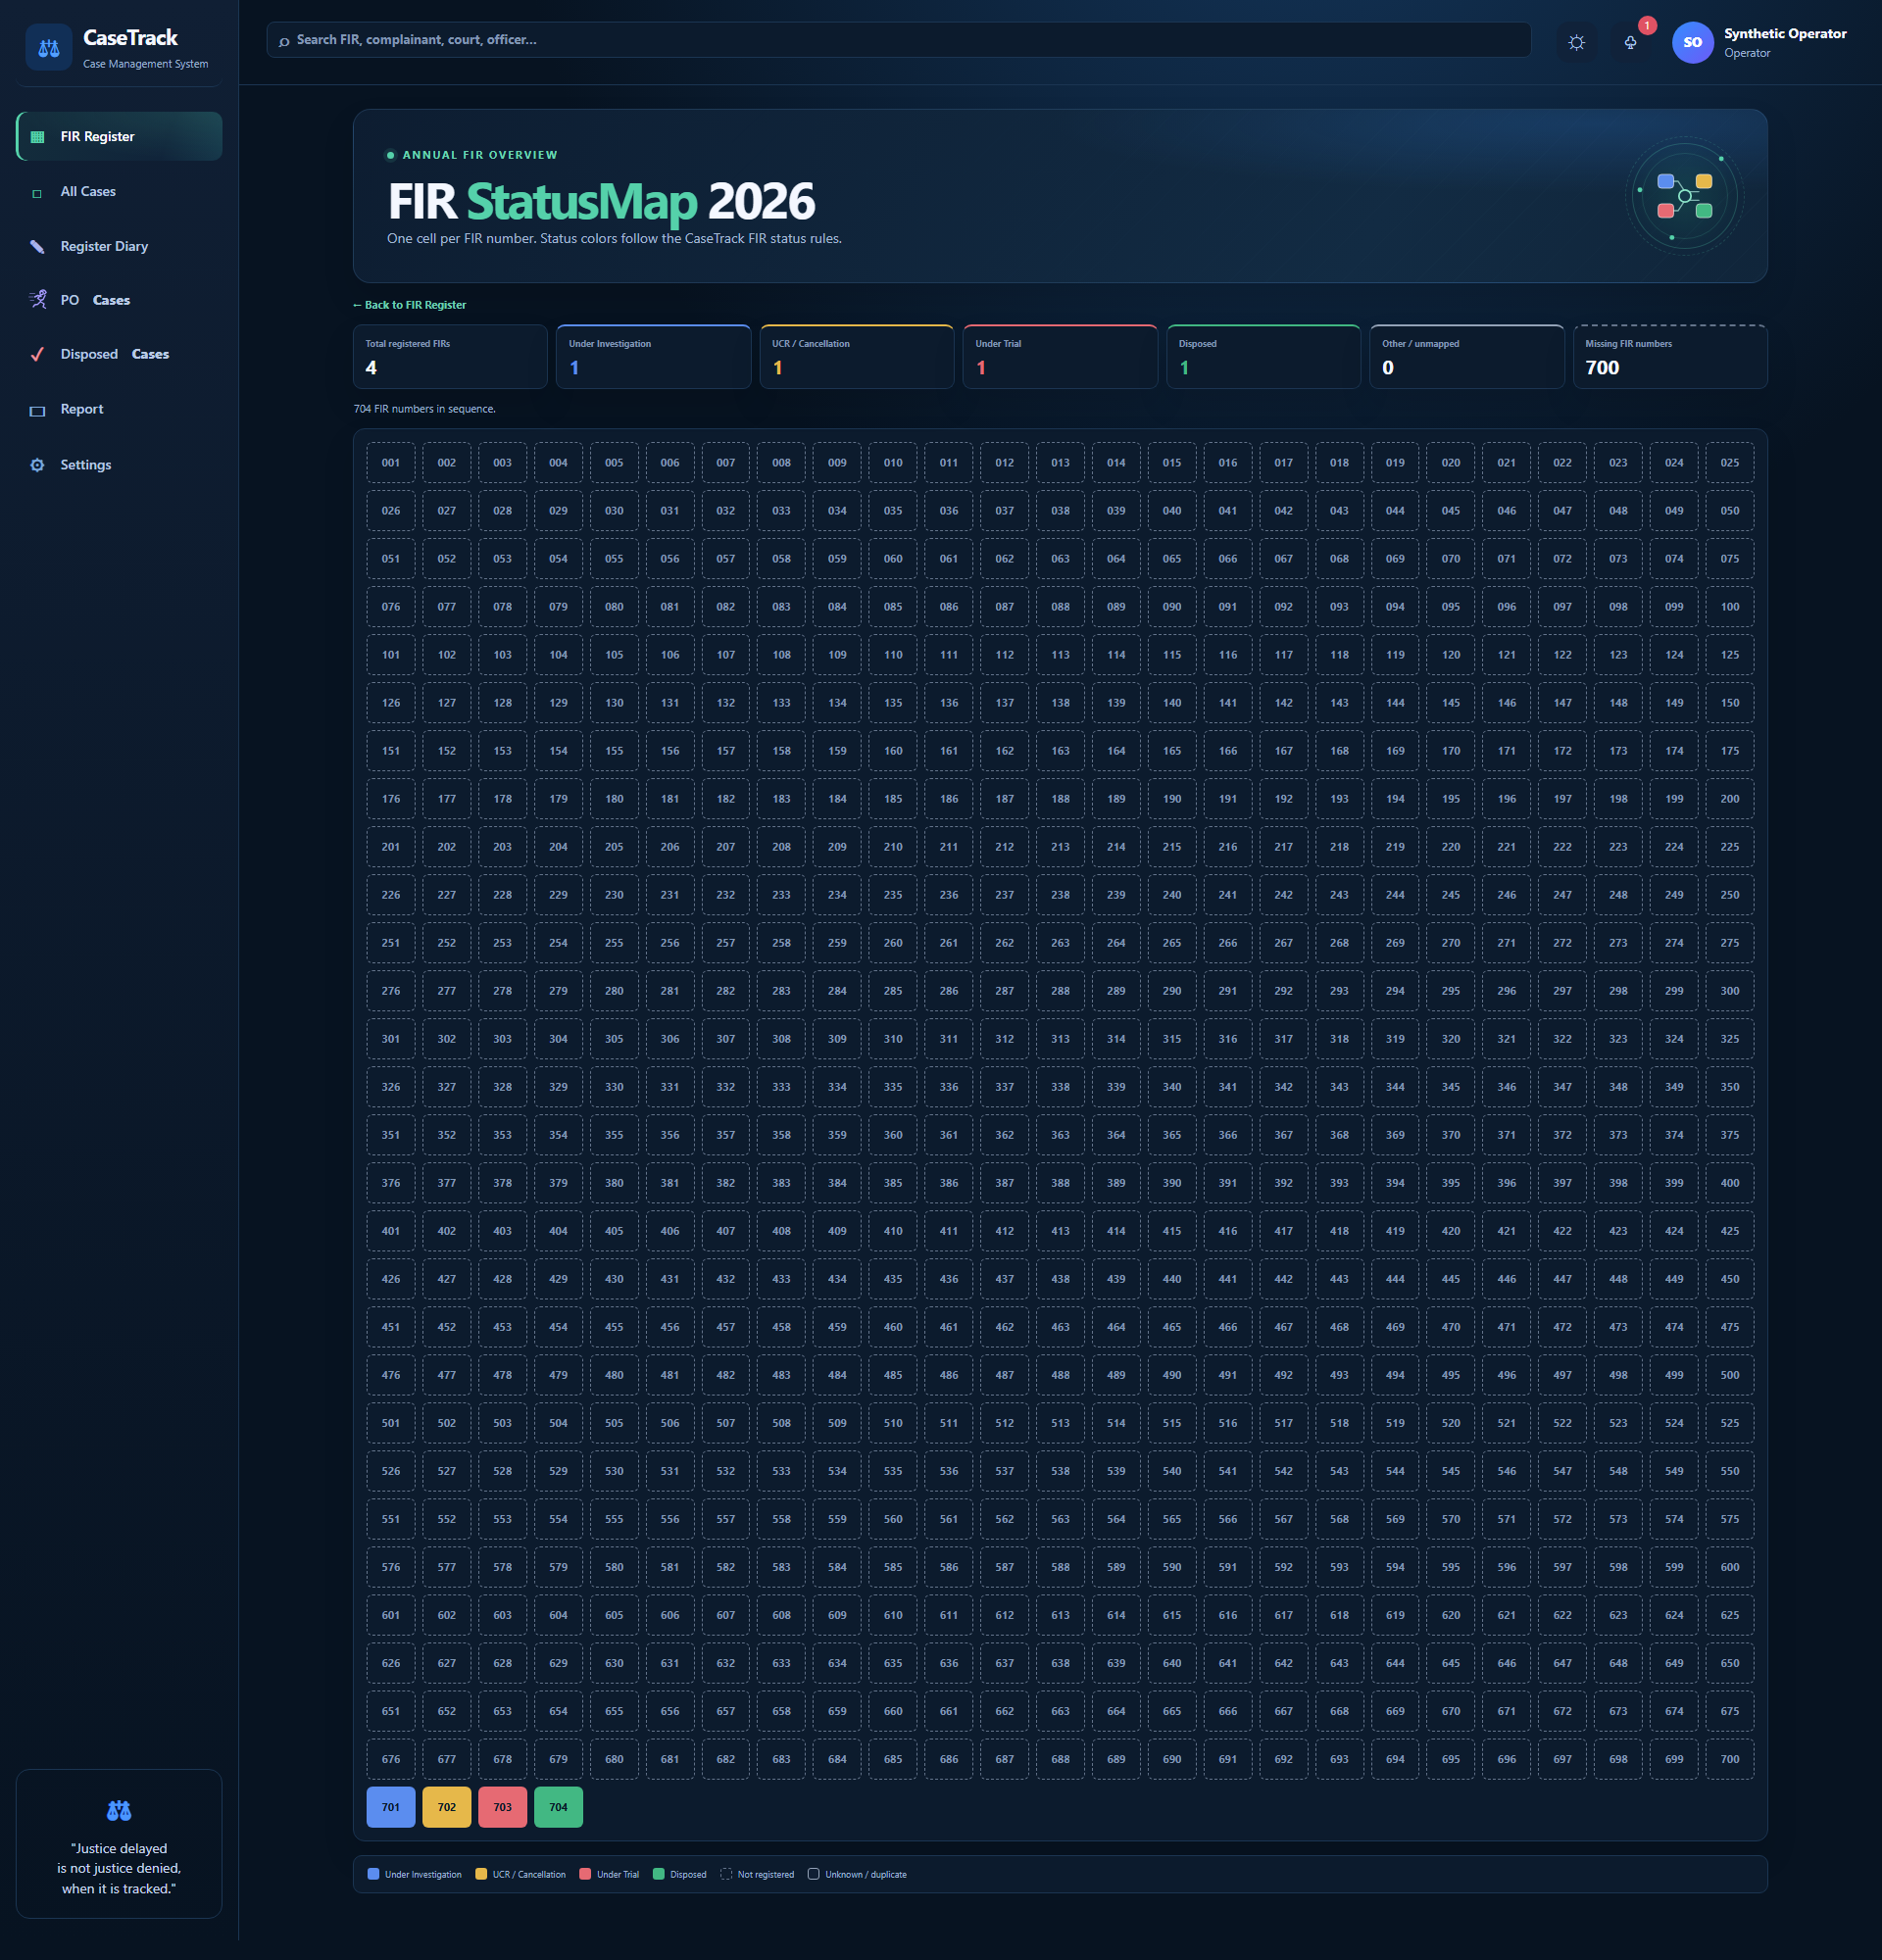 CaseTrack
Case Management System
FIR Register
All Cases
Register Diary
PO Cases
Disposed Cases
Report
Settings
"Justice delayed
is not justice denied,
when it is tracked."
Search FIR, complainant, court, officer...
1
SO
Synthetic Operator
Operator
ANNUAL FIR OVERVIEW
FIR StatusMap 2026
One cell per FIR number. Status colors follow the CaseTrack FIR status rules.
← Back to FIR Register
Total registered FIRs
4
Under Investigation
1
UCR / Cancellation
1
Under Trial
1
Disposed
1
Other / unmapped
0
Missing FIR numbers
700
704 FIR numbers in sequence.
001 002 003 004 005 006 007 008 009 010 011 012 013 014 015 016 017 018 019 020 021 022 023 024 025
026 027 028 029 030 031 032 033 034 035 036 037 038 039 040 041 042 043 044 045 046 047 048 049 050
051 052 053 054 055 056 057 058 059 060 061 062 063 064 065 066 067 068 069 070 071 072 073 074 075
076 077 078 079 080 081 082 083 084 085 086 087 088 089 090 091 092 093 094 095 096 097 098 099 100
101 102 103 104 105 106 107 108 109 110 111 112 113 114 115 116 117 118 119 120 121 122 123 124 125
126 127 128 129 130 131 132 133 134 135 136 137 138 139 140 141 142 143 144 145 146 147 148 149 150
151 152 153 154 155 156 157 158 159 160 161 162 163 164 165 166 167 168 169 170 171 172 173 174 175
176 177 178 179 180 181 182 183 184 185 186 187 188 189 190 191 192 193 194 195 196 197 198 199 200
201 202 203 204 205 206 207 208 209 210 211 212 213 214 215 216 217 218 219 220 221 222 223 224 225
226 227 228 229 230 231 232 233 234 235 236 237 238 239 240 241 242 243 244 245 246 247 248 249 250
251 252 253 254 255 256 257 258 259 260 261 262 263 264 265 266 267 268 269 270 271 272 273 274 275
276 277 278 279 280 281 282 283 284 285 286 287 288 289 290 291 292 293 294 295 296 297 298 299 300
301 302 303 304 305 306 307 308 309 310 311 312 313 314 315 316 317 318 319 320 321 322 323 324 325
326 327 328 329 330 331 332 333 334 335 336 337 338 339 340 341 342 343 344 345 346 347 348 349 350
351 352 353 354 355 356 357 358 359 360 361 362 363 364 365 366 367 368 369 370 371 372 373 374 375
376 377 378 379 380 381 382 383 384 385 386 387 388 389 390 391 392 393 394 395 396 397 398 399 400
401 402 403 404 405 406 407 408 409 410 411 412 413 414 415 416 417 418 419 420 421 422 423 424 425
426 427 428 429 430 431 432 433 434 435 436 437 438 439 440 441 442 443 444 445 446 447 448 449 450
451 452 453 454 455 456 457 458 459 460 461 462 463 464 465 466 467 468 469 470 471 472 473 474 475
476 477 478 479 480 481 482 483 484 485 486 487 488 489 490 491 492 493 494 495 496 497 498 499 500
501 502 503 504 505 506 507 508 509 510 511 512 513 514 515 516 517 518 519 520 521 522 523 524 525
526 527 528 529 530 531 532 533 534 535 536 537 538 539 540 541 542 543 544 545 546 547 548 549 550
551 552 553 554 555 556 557 558 559 560 561 562 563 564 565 566 567 568 569 570 571 572 573 574 575
576 577 578 579 580 581 582 583 584 585 586 587 588 589 590 591 592 593 594 595 596 597 598 599 600
601 602 603 604 605 606 607 608 609 610 611 612 613 614 615 616 617 618 619 620 621 622 623 624 625
626 627 628 629 630 631 632 633 634 635 636 637 638 639 640 641 642 643 644 645 646 647 648 649 650
651 652 653 654 655 656 657 658 659 660 661 662 663 664 665 666 667 668 669 670 671 672 673 674 675
676 677 678 679 680 681 682 683 684 685 686 687 688 689 690 691 692 693 694 695 696 697 698 699 700
701 702 703 704
Under Investigation UCR / Cancellation Under Trial Disposed Not registered Unknown / duplicate